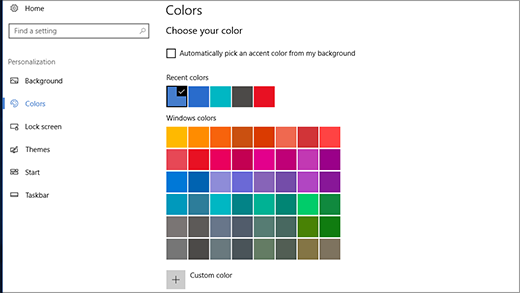 Home
Find a setting
Personalization
Background
Colors
Lock screen
Themes
Start
Taskbar
Colors
Choose your color
Automatically pick an accent color from my background
Recent colors
Windows colors
Custom color